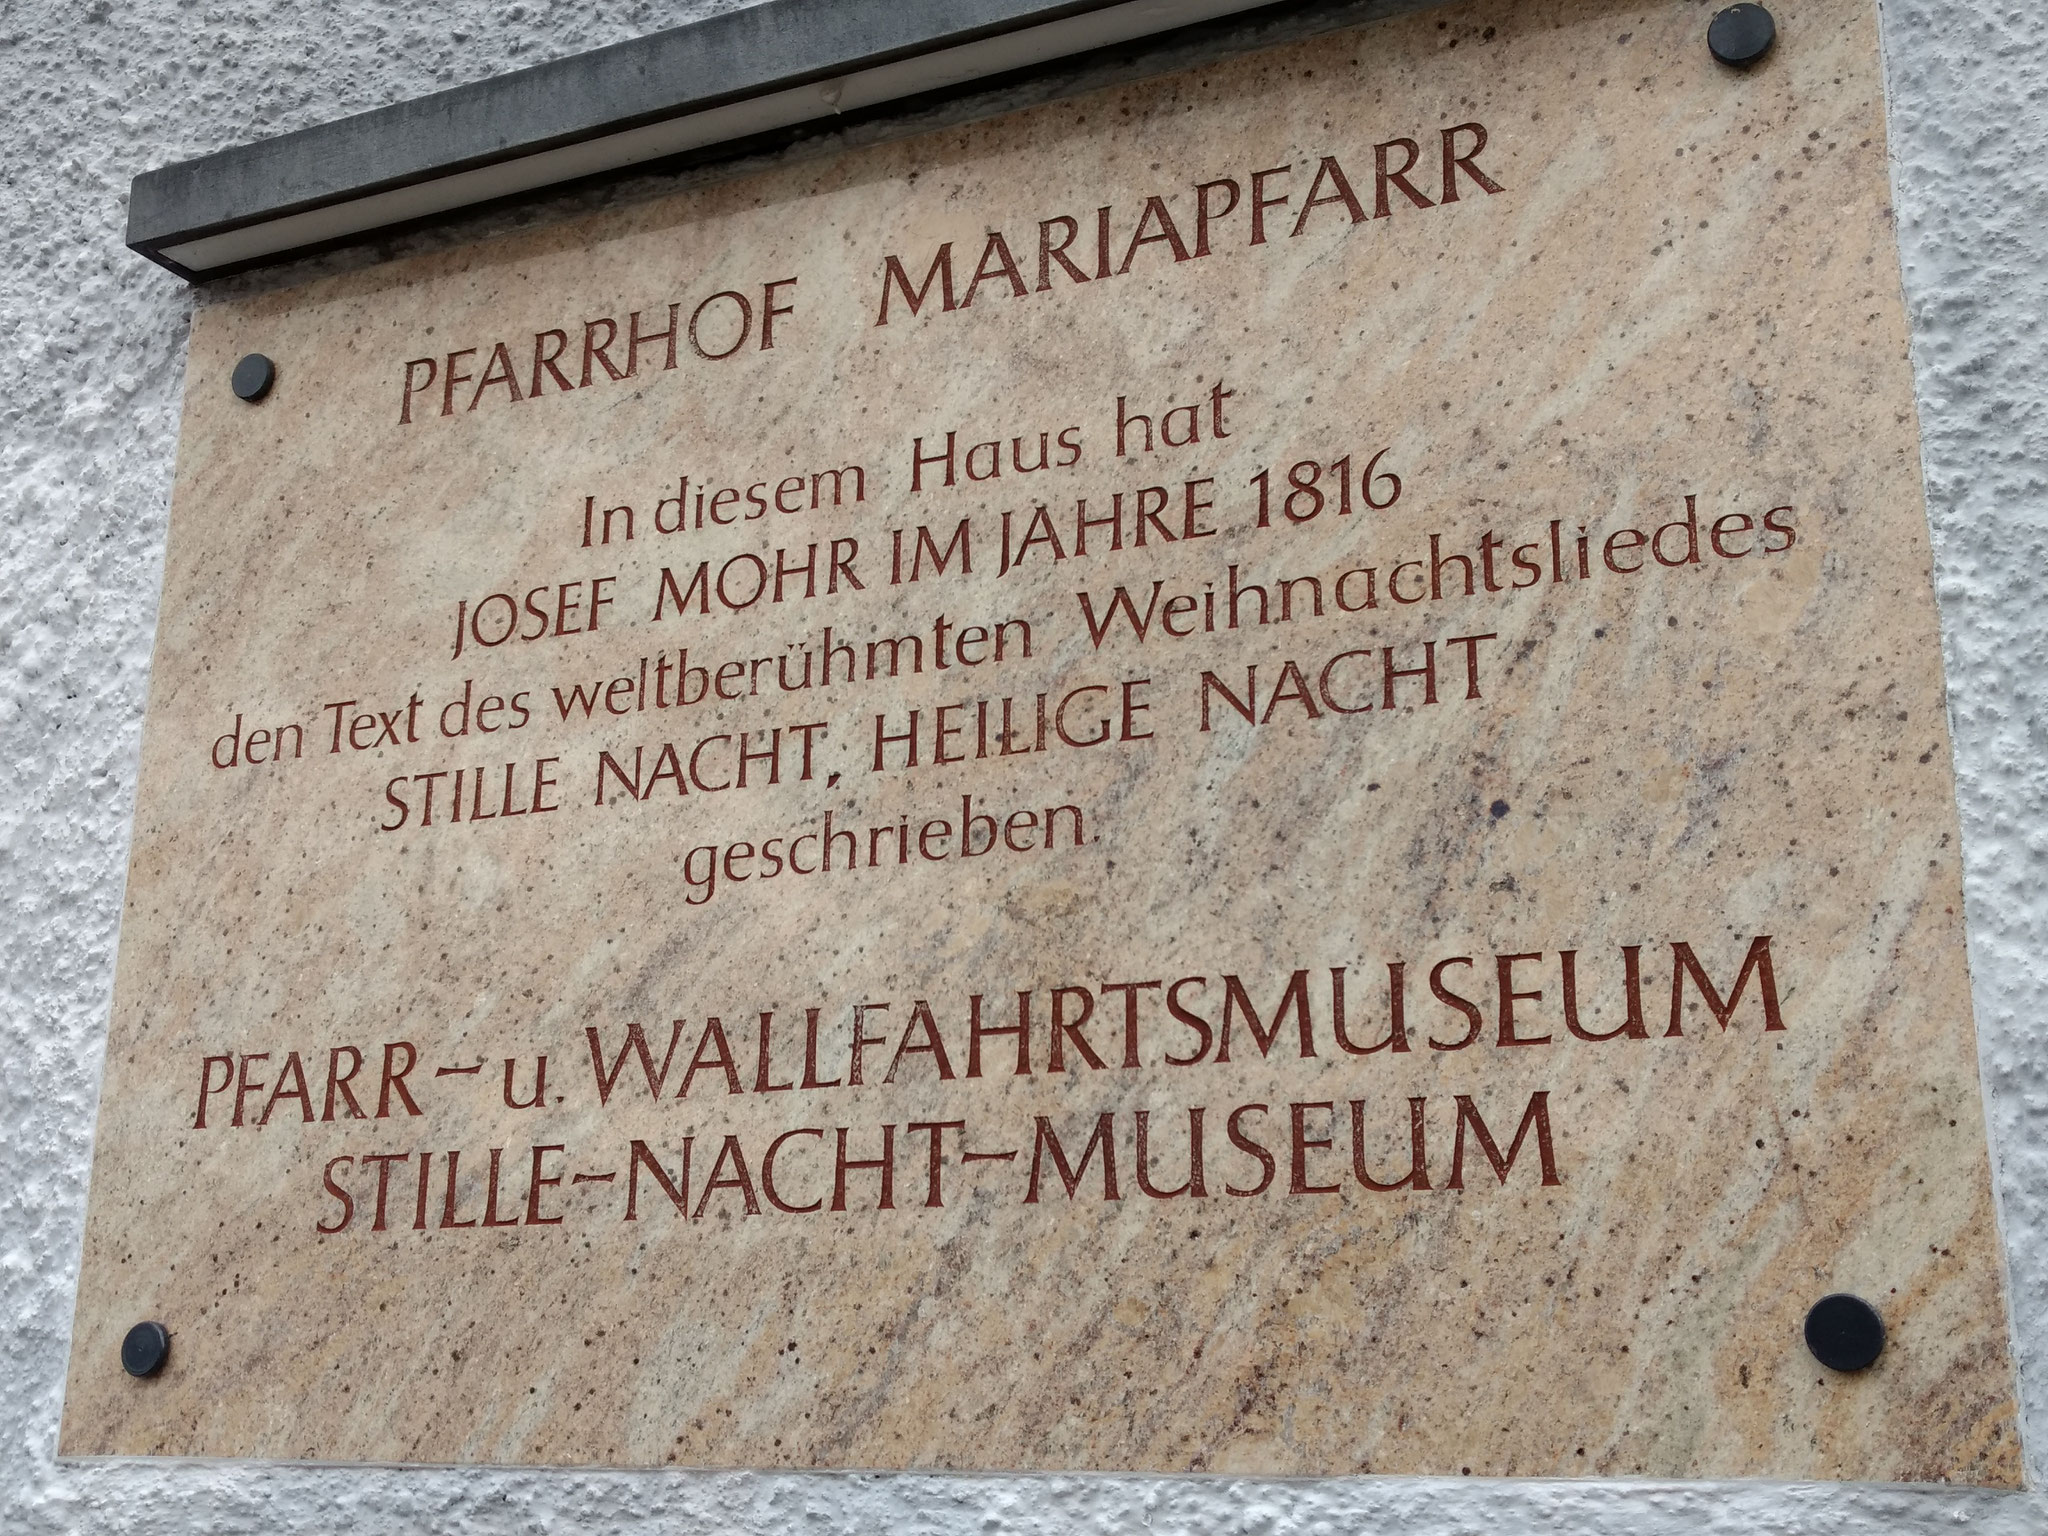 PFARRHOF MARIAPFARR
In diesem Haus hat
JOSEF MOHR IM JAHRE 1816
den Text des weltberühmten Weihnachtsliedes
STILLE NACHT, HEILIGE NACHT
geschrieben.
PFARR- u. WALLFAHRTSMUSEUM
STILLE-NACHT-MUSEUM